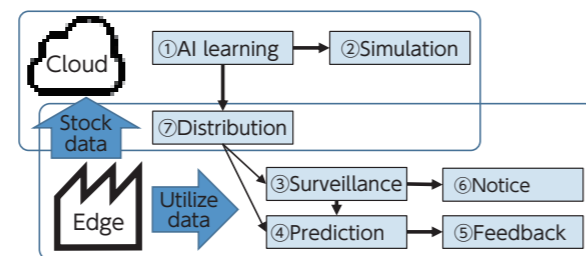 Cloud
①AI learning
②Simulation
Stock
data
⑦Distribution
Edge
Utilize
data
③Surveillance
⑥Notice
④Prediction
⑤Feedback